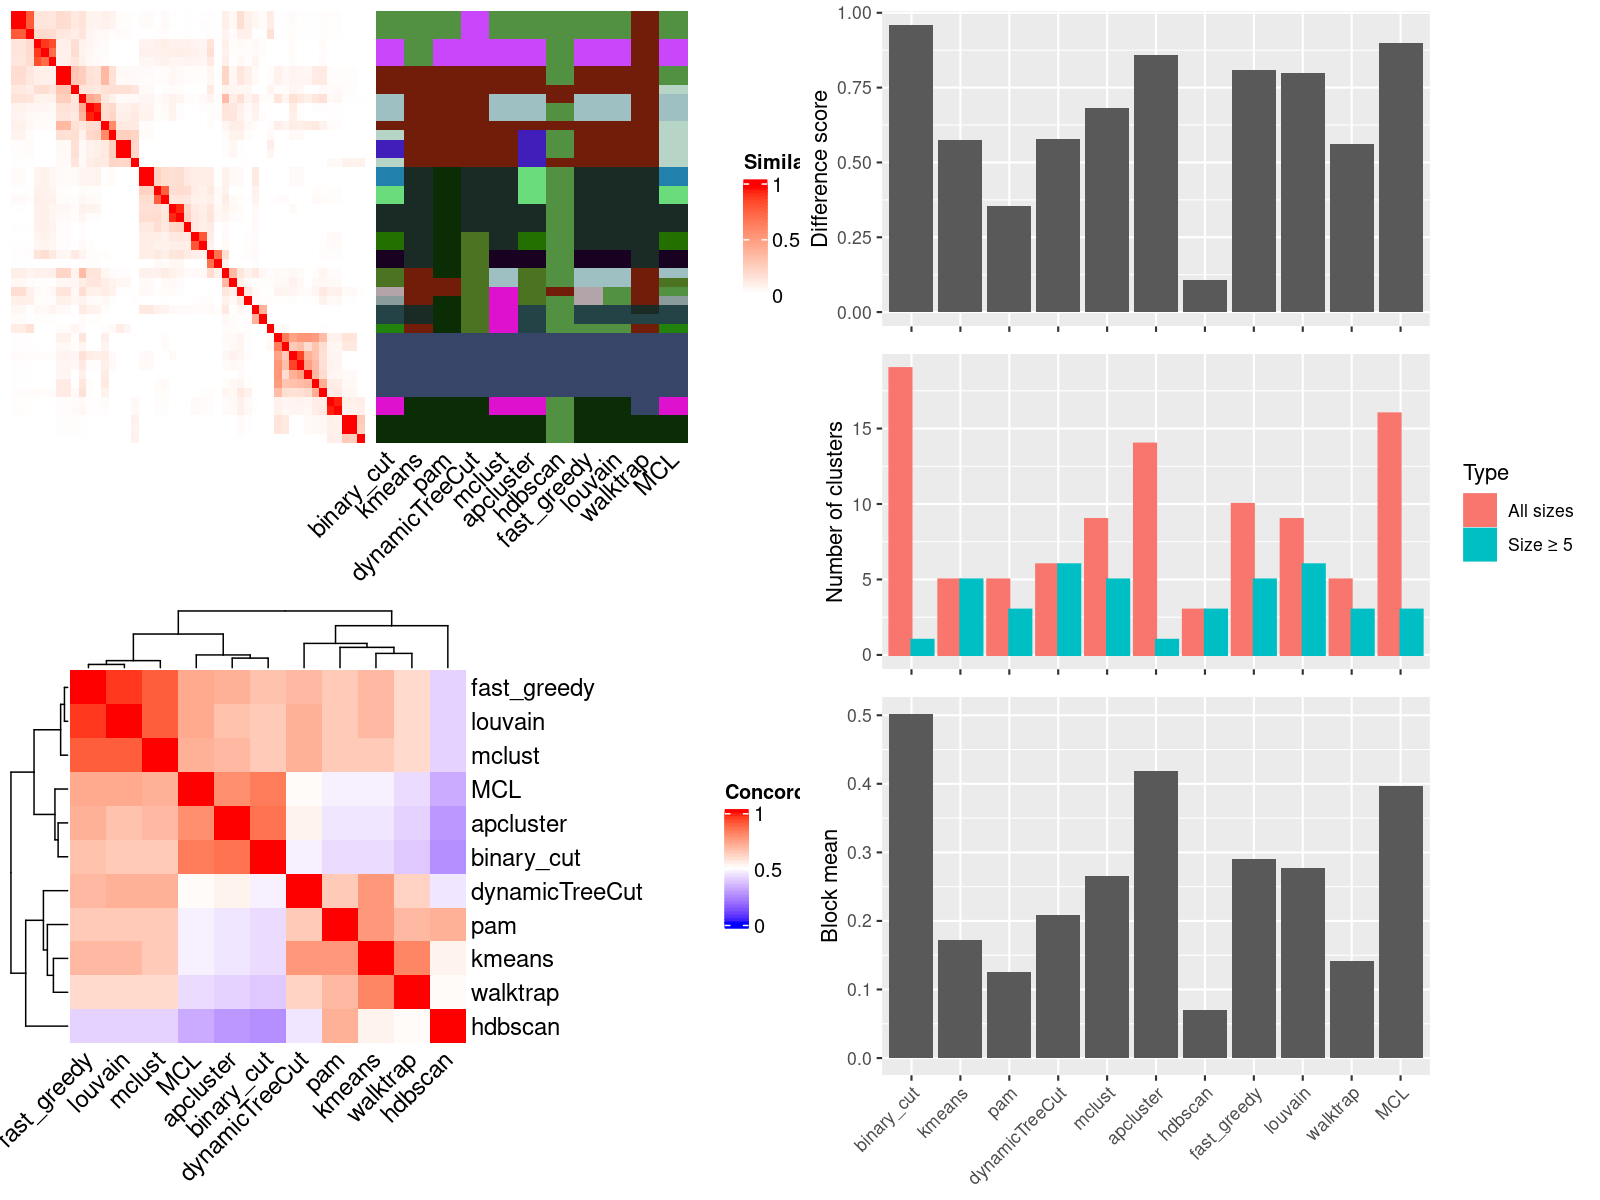 Simila
1
0.5
0
binary_cut
kmeans
pam
dynamicTreeCut
mclust
apcluster
hdbscan
fast_greedy
louvain
walktrap
MCL
fast_greedy
louvain
mclust
MCL
apcluster
binary_cut
dynamicTreeCut
pam
kmeans
walktrap
hdbscan
fast_greedy
louvain
mclust
MCL
apcluster
binary_cut
dynamicTreeCut
pam
kmeans
walktrap
hdbscan
Concord
1
0.5
0
Difference score
1.00
0.75
0.50
0.25
0.00
Number of clusters
15
10
5
0
Type
All sizes
Size ≥ 5
Block mean
0.5
0.4
0.3
0.2
0.1
0.0
binary_cut
kmeans
pam
dynamicTreeCut
mclust
apcluster
hdbscan
fast_greedy
louvain
walktrap
MCL